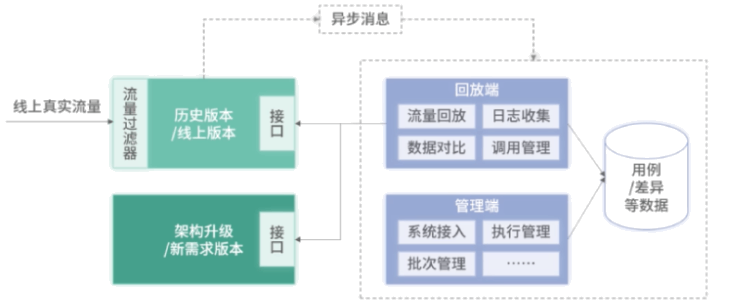 异步消息
线上真实流量
流量过滤器
历史版本
/线上版本
接口
架构升级
/新需求版本
接口
回放端
流量回放
日志收集
数据对比
调用管理
管理端
系统接入
执行管理
批次管理
……
用例
/差异
等数据